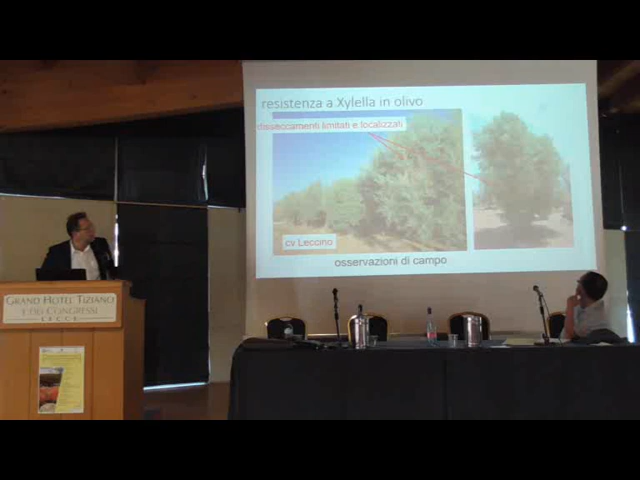 resistenza a Xylella in olivo
disseccamenti limitati e localizzati
cv Leccino
osservazioni di campo
GRAND HOTEL TIZIANO
E DEI CONGRESSI
LECCE